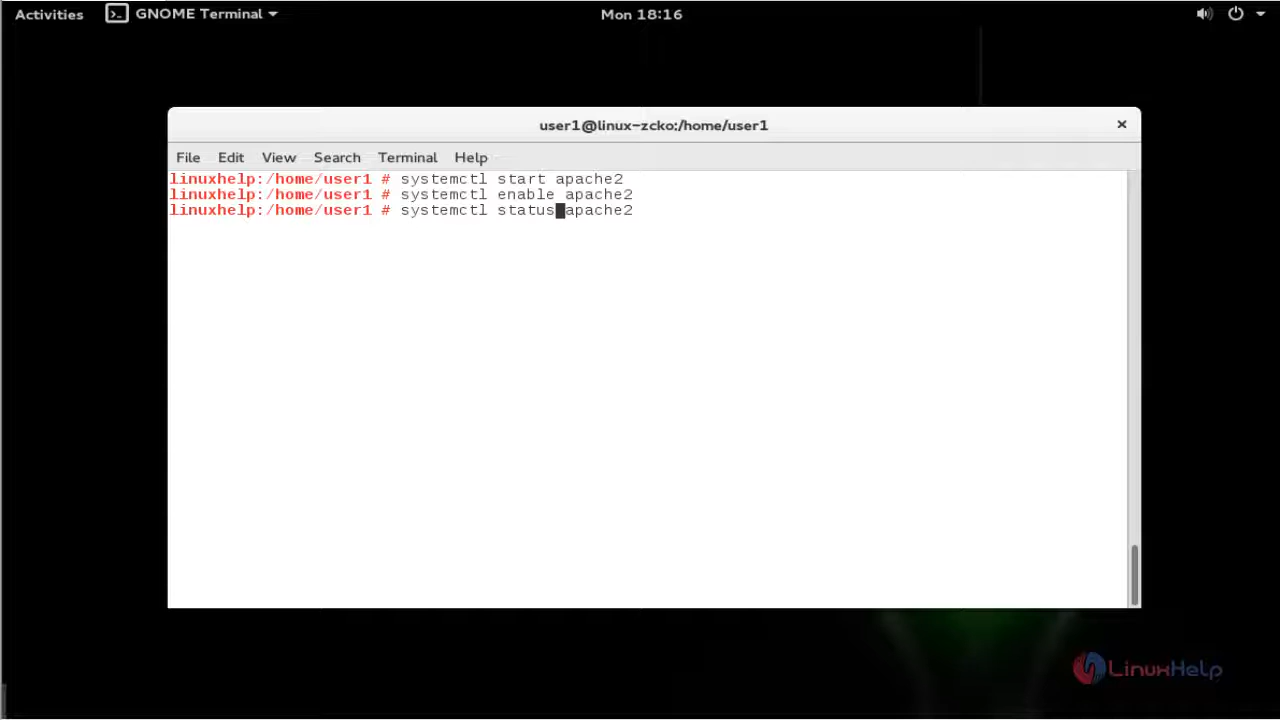 Activities GNOME Terminal Mon 18:16
user1@linux-zcko:/home/user1
File Edit View Search Terminal Help
linuxhelp:/home/user1 # systemctl start apache2
linuxhelp:/home/user1 # systemctl enable apache2
linuxhelp:/home/user1 # systemctl status apache2
LinuxHelp